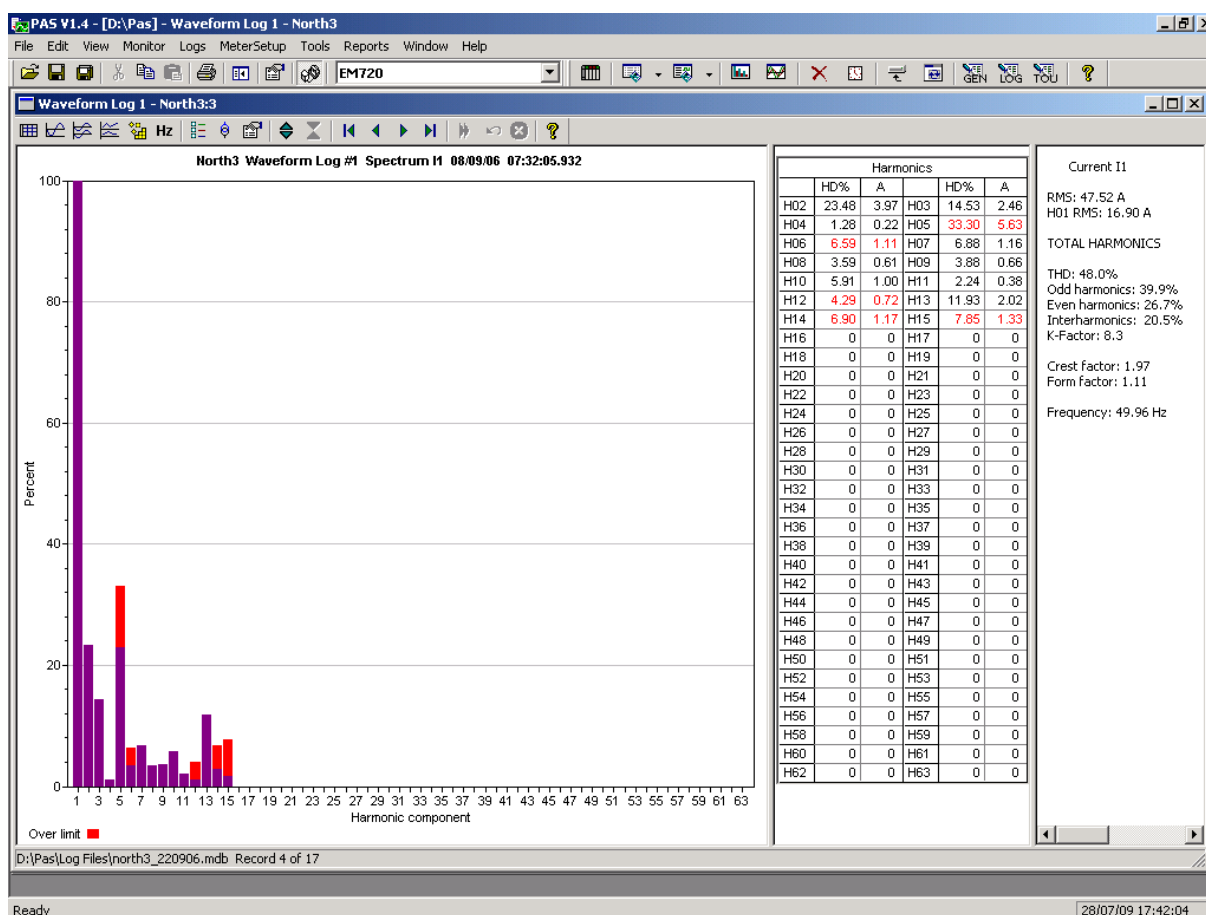 PAS V1.4 - [D:\Pas] - Waveform Log 1 - North3
File Edit View Monitor Logs MeterSetup Tools Reports Window Help
EM720
GEN LOG TOU
Waveform Log 1 - North3:3
Hz
North3 Waveform Log #1 Spectrum I1 08/09/06 07:32:05.932
100
80
60
40
20
0
Percent
1 3 5 7 9 11 13 15 17 19 21 23 25 27 29 31 33 35 37 39 41 43 45 47 49 51 53 55 57 59 61 63
Harmonic component
Over limit
Harmonics
HD% A HD% A
H02 23.48 3.97 H03 14.53 2.46
H04 1.28 0.22 H05 33.30 5.63
H06 6.59 1.11 H07 6.88 1.16
H08 3.59 0.61 H09 3.88 0.66
H10 5.91 1.00 H11 2.24 0.38
H12 4.29 0.72 H13 11.93 2.02
H14 6.90 1.17 H15 7.85 1.33
H16 0 0 H17 0 0
H18 0 0 H19 0 0
H20 0 0 H21 0 0
H22 0 0 H23 0 0
H24 0 0 H25 0 0
H26 0 0 H27 0 0
H28 0 0 H29 0 0
H30 0 0 H31 0 0
H32 0 0 H33 0 0
H34 0 0 H35 0 0
H36 0 0 H37 0 0
H38 0 0 H39 0 0
H40 0 0 H41 0 0
H42 0 0 H43 0 0
H44 0 0 H45 0 0
H46 0 0 H47 0 0
H48 0 0 H49 0 0
H50 0 0 H51 0 0
H52 0 0 H53 0 0
H54 0 0 H55 0 0
H56 0 0 H57 0 0
H58 0 0 H59 0 0
H60 0 0 H61 0 0
H62 0 0 H63 0 0
Current I1
RMS: 47.52 A
H01 RMS: 16.90 A
TOTAL HARMONICS
THD: 48.0%
Odd harmonics: 39.9%
Even harmonics: 26.7%
Interharmonics: 20.5%
K-Factor: 8.3
Crest factor: 1.97
Form factor: 1.11
Frequency: 49.96 Hz
D:\Pas\Log Files\north3_220906.mdb Record 4 of 17
Ready
28/07/09 17:42:04